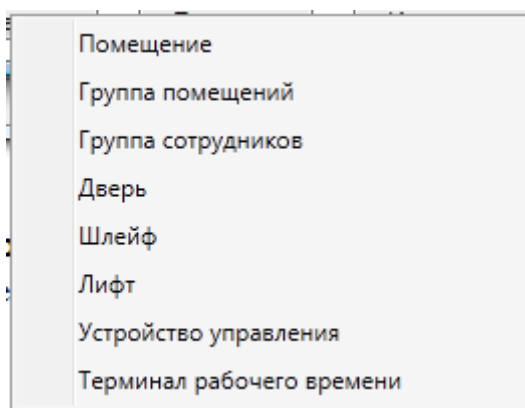 Помещение
Группа помещений
Группа сотрудников
Дверь
Шлейф
Лифт
Устройство управления
Терминал рабочего времени